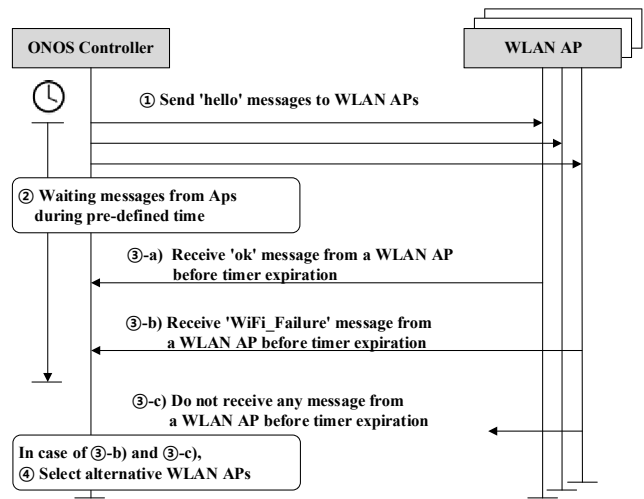 ONOS Controller
WLAN AP
① Send 'hello' messages to WLAN APs
② Waiting messages from Aps
during pre-defined time
③-a) Receive 'ok' message from a WLAN AP
before timer expiration
③-b) Receive 'WiFi_Failure' message from
a WLAN AP before timer expiration
③-c) Do not receive any message from
a WLAN AP before timer expiration
In case of ③-b) and ③-c),
④ Select alternative WLAN APs